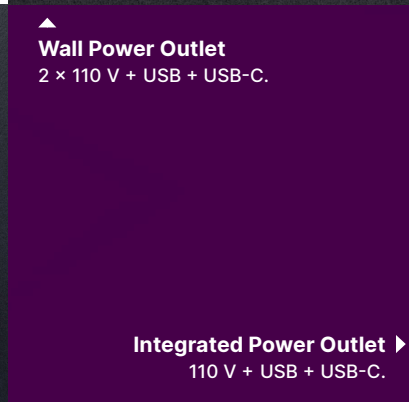 Wall Power Outlet
2 × 110 V + USB + USB-C.
Integrated Power Outlet
110 V + USB + USB-C.